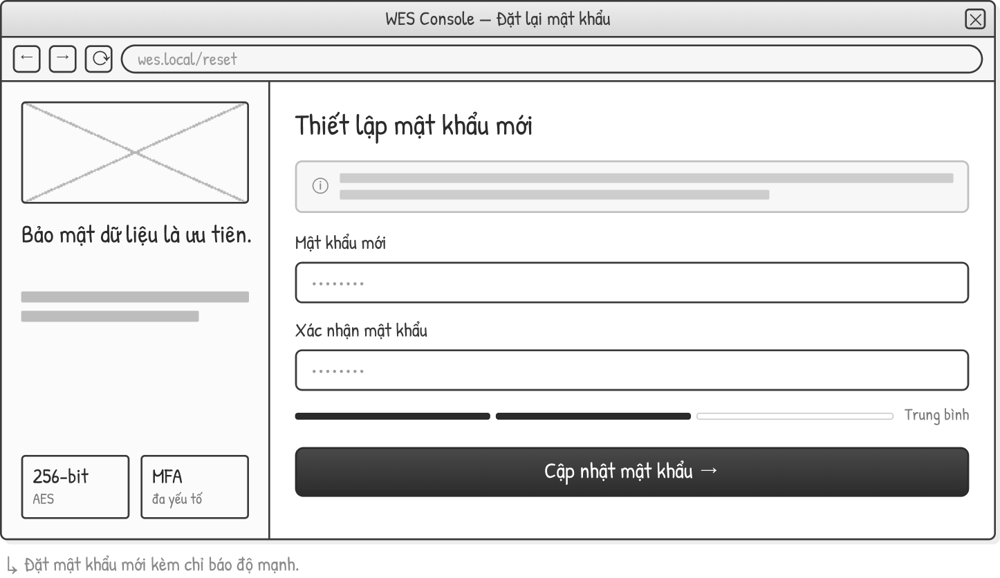 WES Console — Đặt lại mật khẩu
← → wes.local/reset
Bảo mật dữ liệu là ưu tiên.
256-bit
AES
MFA
đa yếu tố
Thiết lập mật khẩu mới
Mật khẩu mới
••••••••
Xác nhận mật khẩu
••••••••
Trung bình
Cập nhật mật khẩu →
↳ Đặt mật khẩu mới kèm chỉ báo độ mạnh.